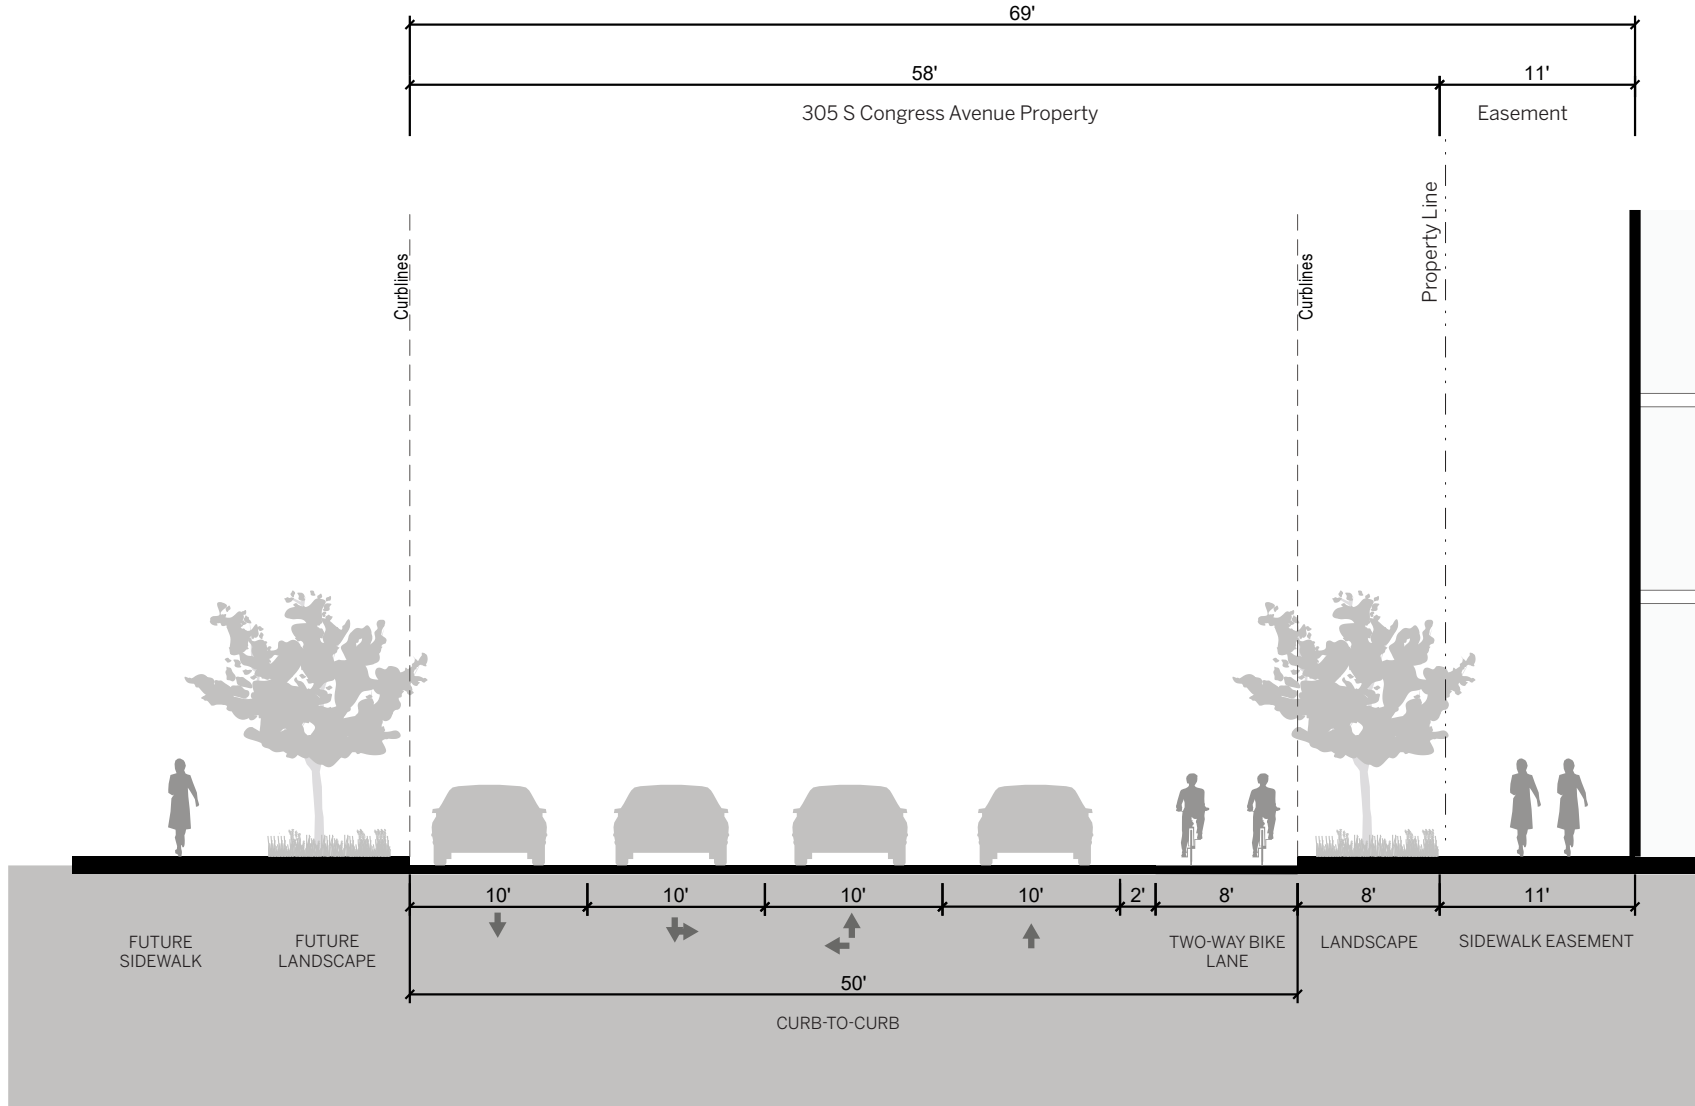 69'
58'
11'
305 S Congress Avenue Property
Easement
Property Line
Curblines
Curblines
10'
10'
10'
10'
2'
8'
8'
11'
FUTURE
SIDEWALK
FUTURE
LANDSCAPE
TWO-WAY BIKE
LANE
LANDSCAPE
SIDEWALK EASEMENT
50'
CURB-TO-CURB